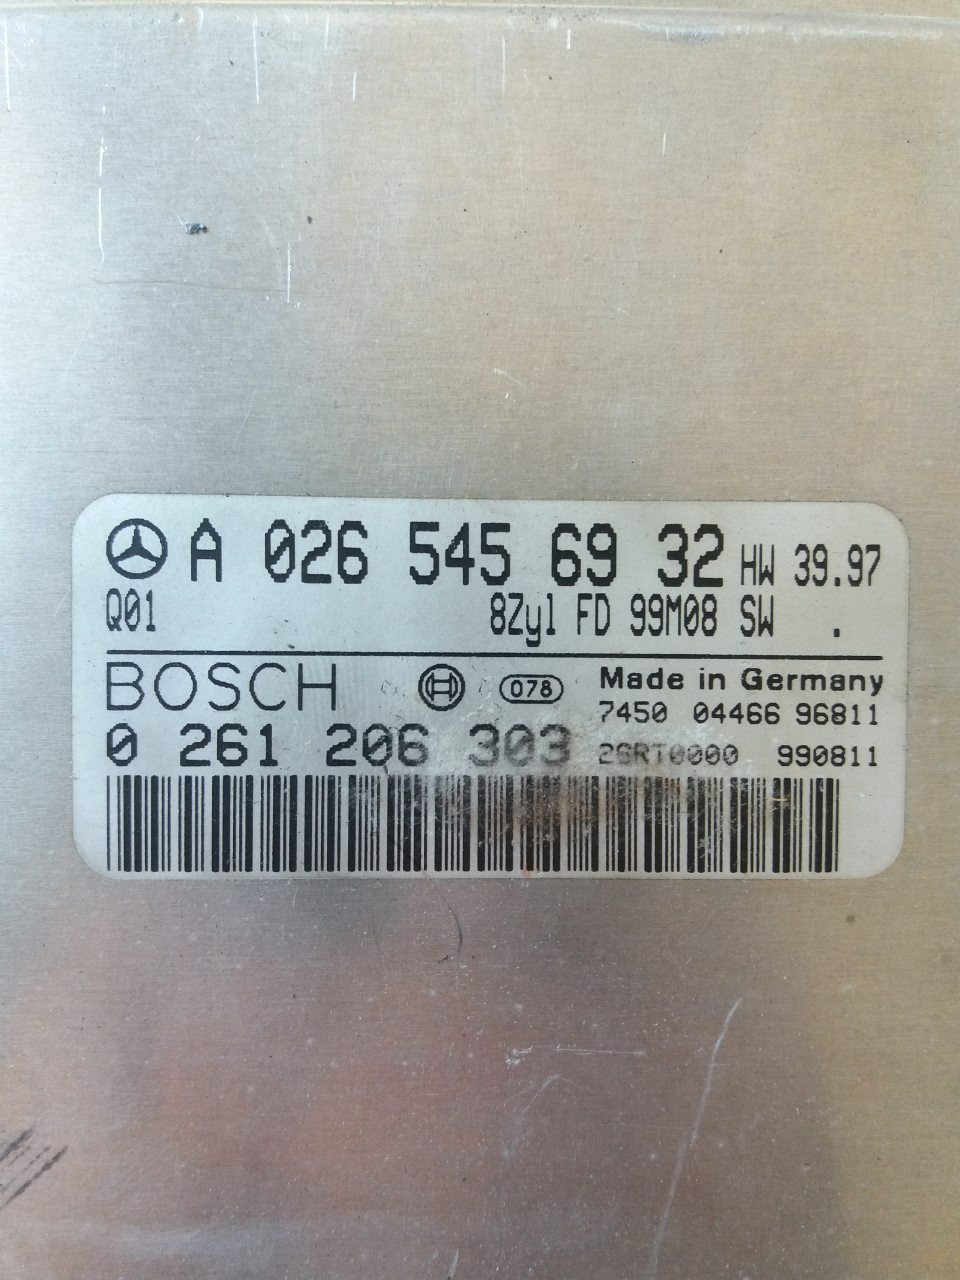 A 026 545 69 32 HW 39.97
Q01 8Zyl FD 99M08 SW .
BOSCH 078 Made in Germany
7450 04466 96811
0 261 206 303 26RT0000 990811